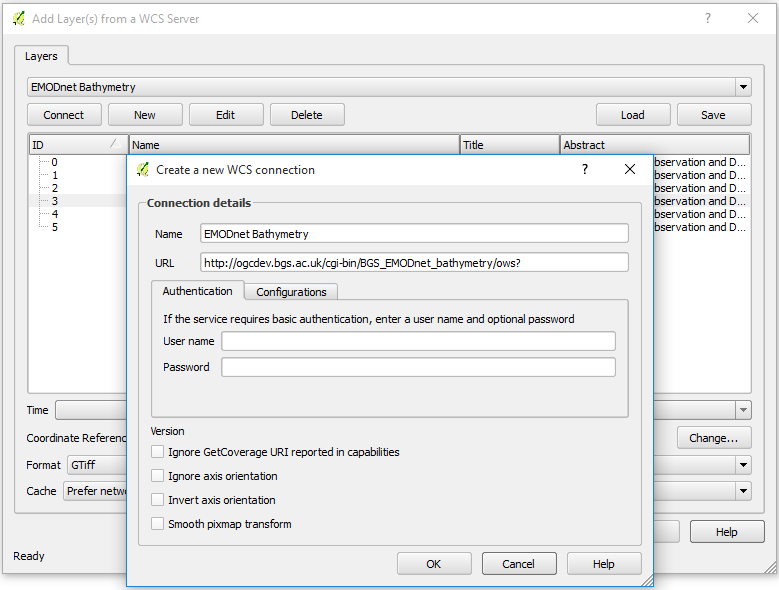 Add Layer(s) from a WCS Server
?
Layers
EMODnet Bathymetry
Connect New Edit Delete Load Save
ID Name Title Abstract
0 bservation and D...
1 bservation and D...
2 bservation and D...
3 bservation and D...
4 bservation and D...
5 bservation and D...
Create a new WCS connection
?
Connection details
Name EMODnet Bathymetry
URL http://ogcdev.bgs.ac.uk/cgi-bin/BGS_EMODnet_bathymetry/ows?
Authentication Configurations
If the service requires basic authentication, enter a user name and optional password
User name
Password
Version
Ignore GetCoverage URI reported in capabilities
Ignore axis orientation
Invert axis orientation
Smooth pixmap transform
OK Cancel Help
Time
Coordinate Referenc
Change...
Format GTiff
Cache Prefer netw
Help
Ready